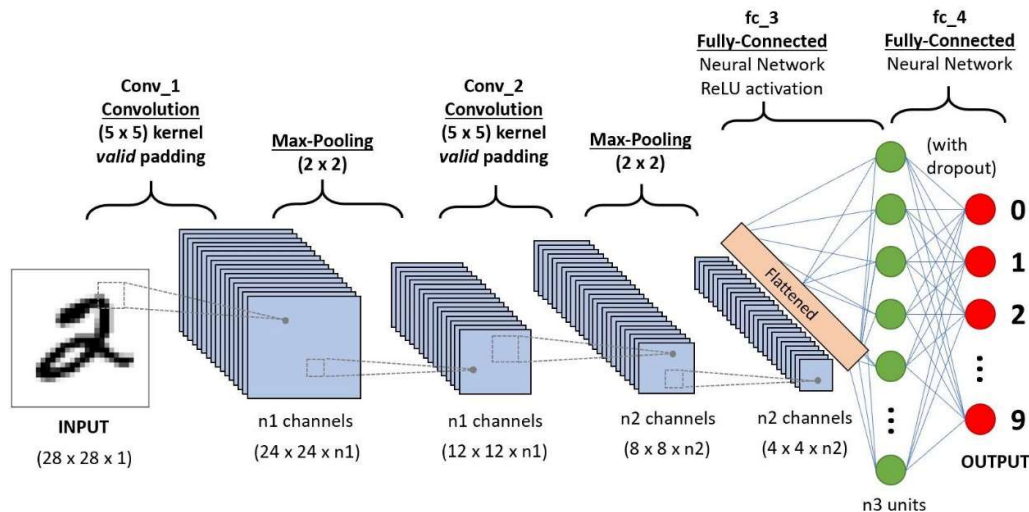 fc_3
Fully-Connected
Neural Network
ReLU activation
fc_4
Fully-Connected
Neural Network
Conv_1
Convolution
(5 x 5) kernel
valid padding
Max-Pooling
(2 x 2)
Conv_2
Convolution
(5 x 5) kernel
valid padding
Max-Pooling
(2 x 2)
(with
dropout)
Flattened
0
1
2
9
INPUT
(28 x 28 x 1)
n1 channels
(24 x 24 x n1)
n1 channels
(12 x 12 x n1)
n2 channels
(8 x 8 x n2)
n2 channels
(4 x 4 x n2)
OUTPUT
n3 units